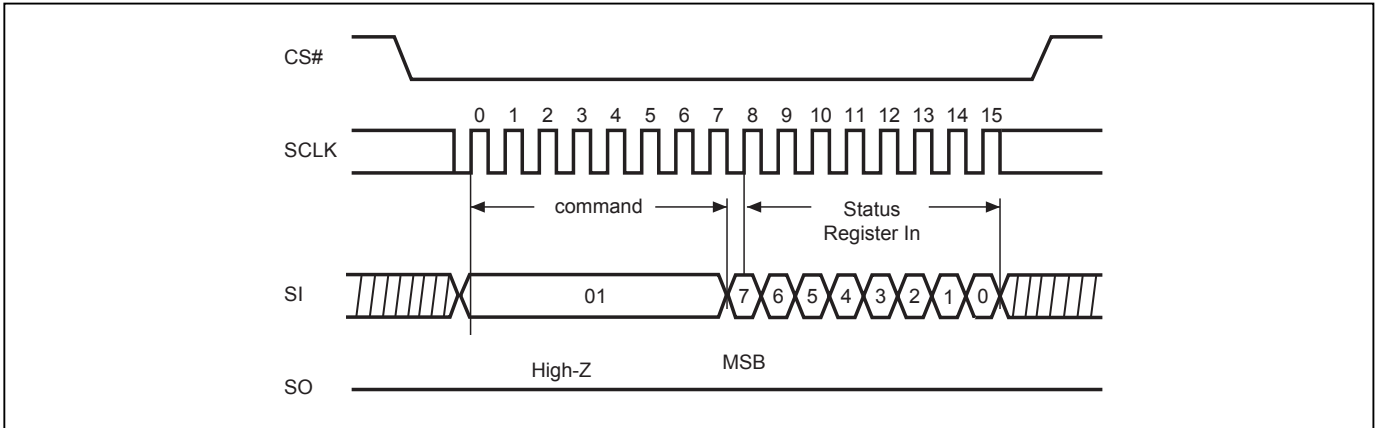 CS#
0 1 2 3 4 5 6 7 8 9 10 11 12 13 14 15
SCLK
command
Status
Register In
SI
01
7 6 5 4 3 2 1 0
High-Z
MSB
SO